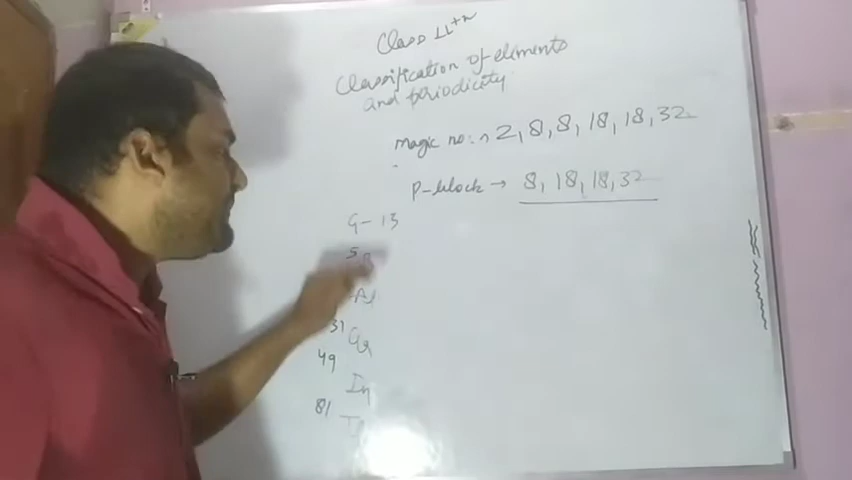 Class 11th
Classification of elements
and periodicity
Magic no:→ 2, 8, 8, 18, 18, 32
P-block → 8, 18, 18, 32
G-13
5
Al
31 Ga
49 In
81 Tl